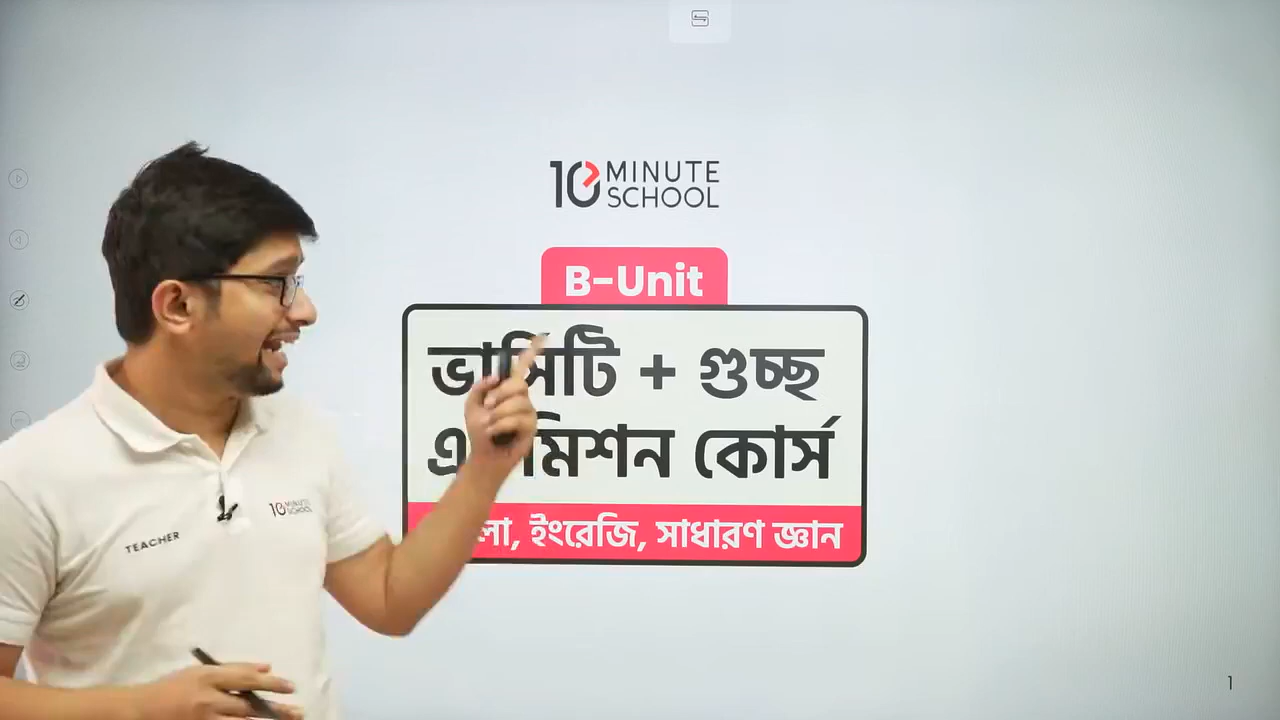 10 MINUTE
SCHOOL
B-Unit
+ গুচ্ছ
কোর্স
ইংরেজি, সাধারণ জ্ঞান
10 MINUTE
SCHOOL
TEACHER
1